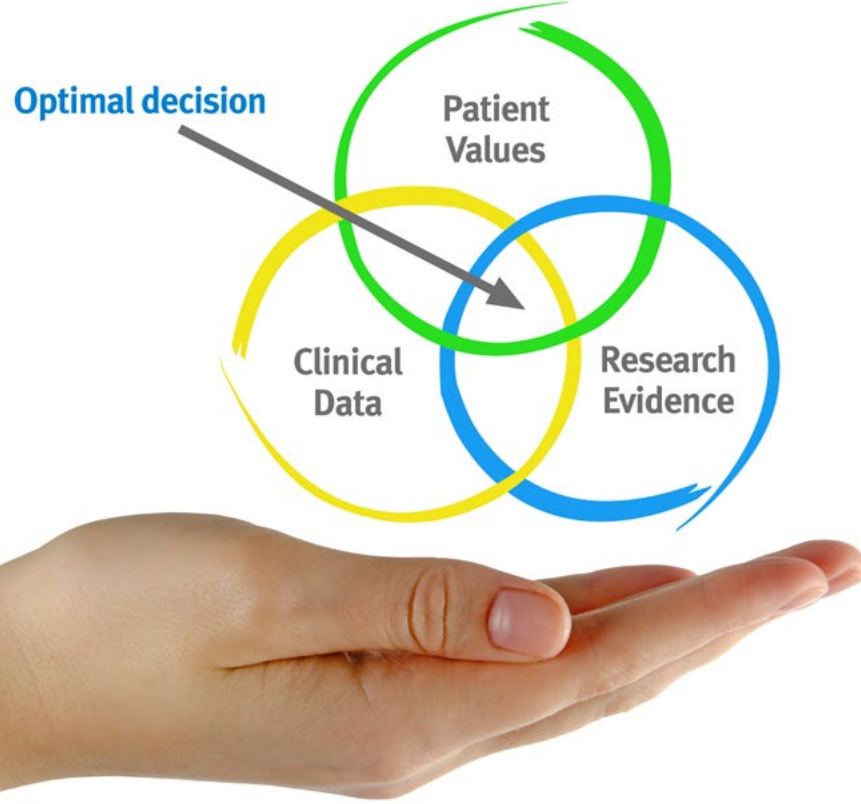 Optimal decision
Patient
Values
Clinical
Data
Research
Evidence